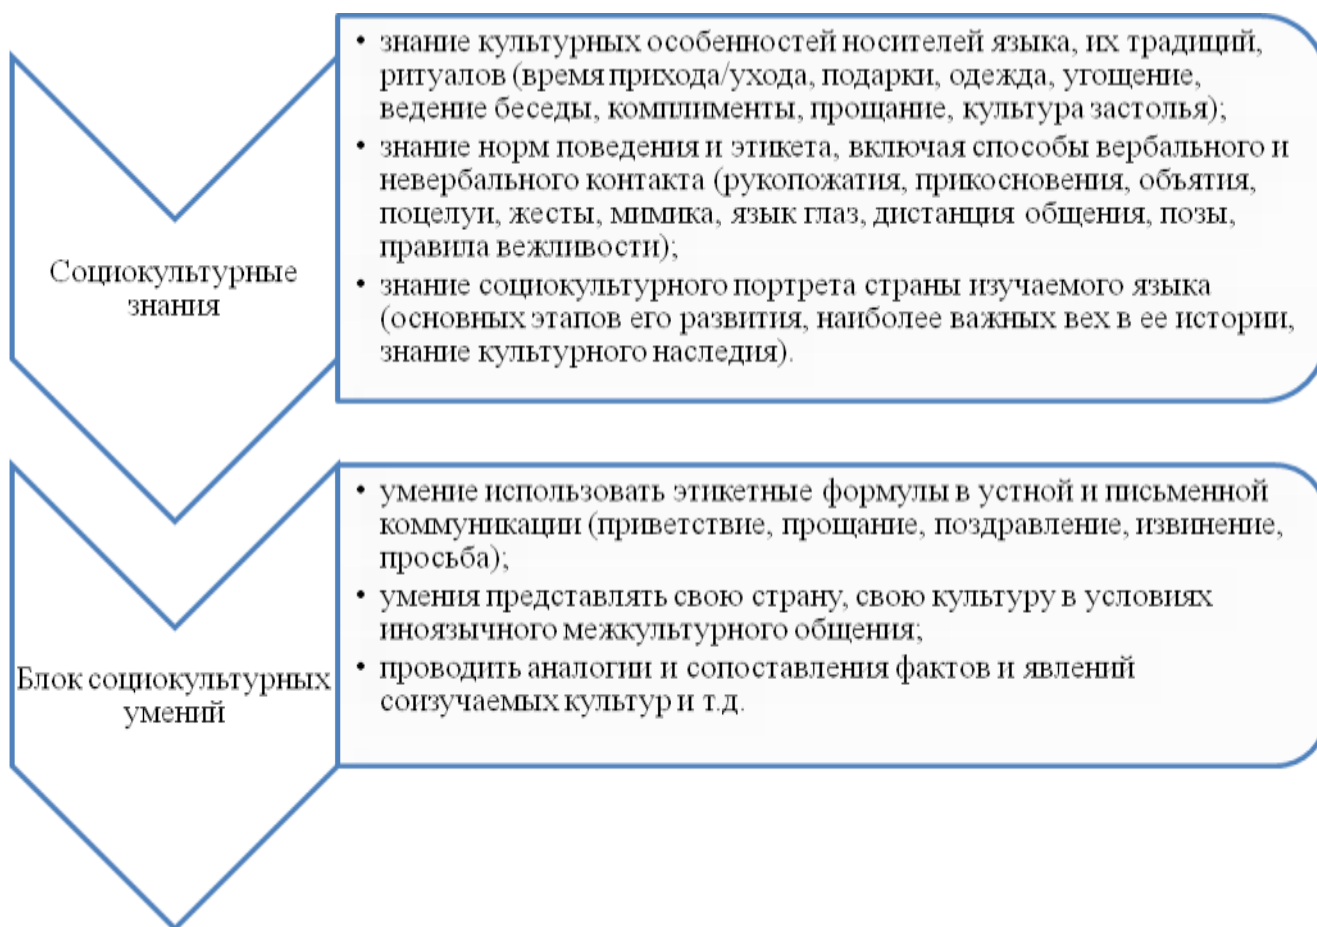 • знание культурных особенностей носителей языка, их традиций,
ритуалов (время прихода/ухода, подарки, одежда, угощение,
ведение беседы, комплименты, прощание, культура застолья);
• знание норм поведения и этикета, включая способы вербального и
невербального контакта (рукопожатия, прикосновения, объятия,
поцелуи, жесты, мимика, язык глаз, дистанция общения, позы,
правила вежливости);
• знание социокультурного портрета страны изучаемого языка
(основных этапов его развития, наиболее важных вех в ее истории,
знание культурного наследия).
Социокультурные
знания
• умение использовать этикетные формулы в устной и письменной
коммуникации (приветствие, прощание, поздравление, извинение,
просьба);
• умения представлять свою страну, свою культуру в условиях
иноязычного межкультурного общения;
• проводить аналогии и сопоставления фактов и явлений
соизучаемых культур и т.д.
Блок социокультурных
умений